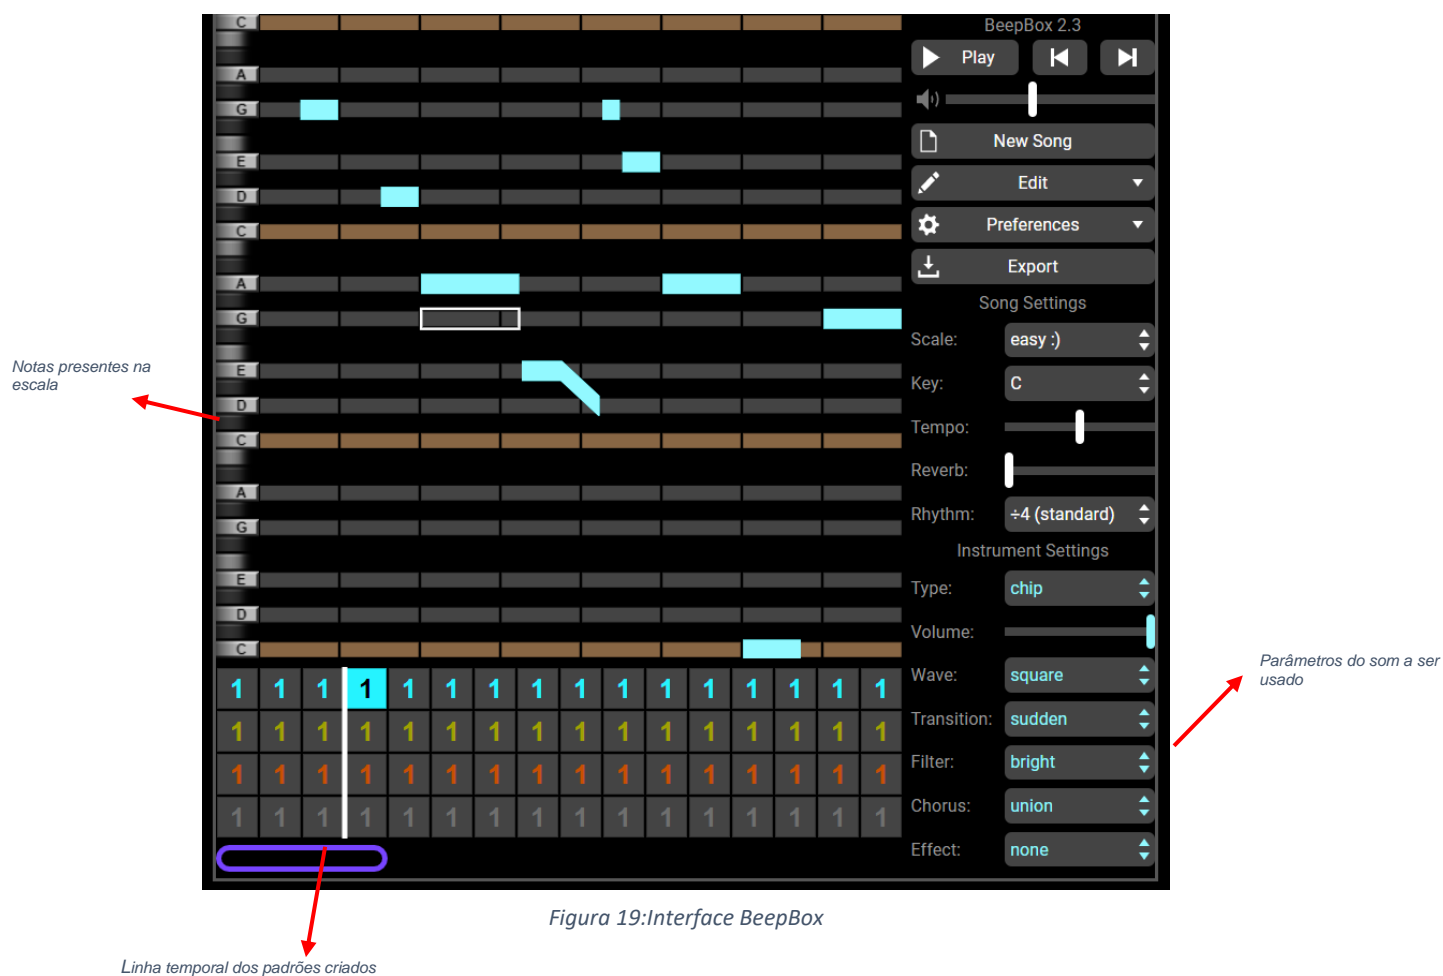 C
BeepBox 2.3
Play
A
G
New Song
E
Edit
D
Preferences
C
Export
A
Song Settings
G
Scale: easy :)
Notas presentes na
escala
E
Key: C
D
Tempo:
C
Reverb:
A
Rhythm: ÷4 (standard)
G
Instrument Settings
E
Type: chip
D
Volume:
C
Parâmetros do som a ser
usado
1 1 1 1 1 1 1 1 1 1 1 1 1 1 1 1
Wave: square
1 1 1 1 1 1 1 1 1 1 1 1 1 1 1 1
Transition: sudden
1 1 1 1 1 1 1 1 1 1 1 1 1 1 1 1
Filter: bright
1 1 1 1 1 1 1 1 1 1 1 1 1 1 1 1
Chorus: union
Effect: none
Figura 19:Interface BeepBox
Linha temporal dos padrões criados